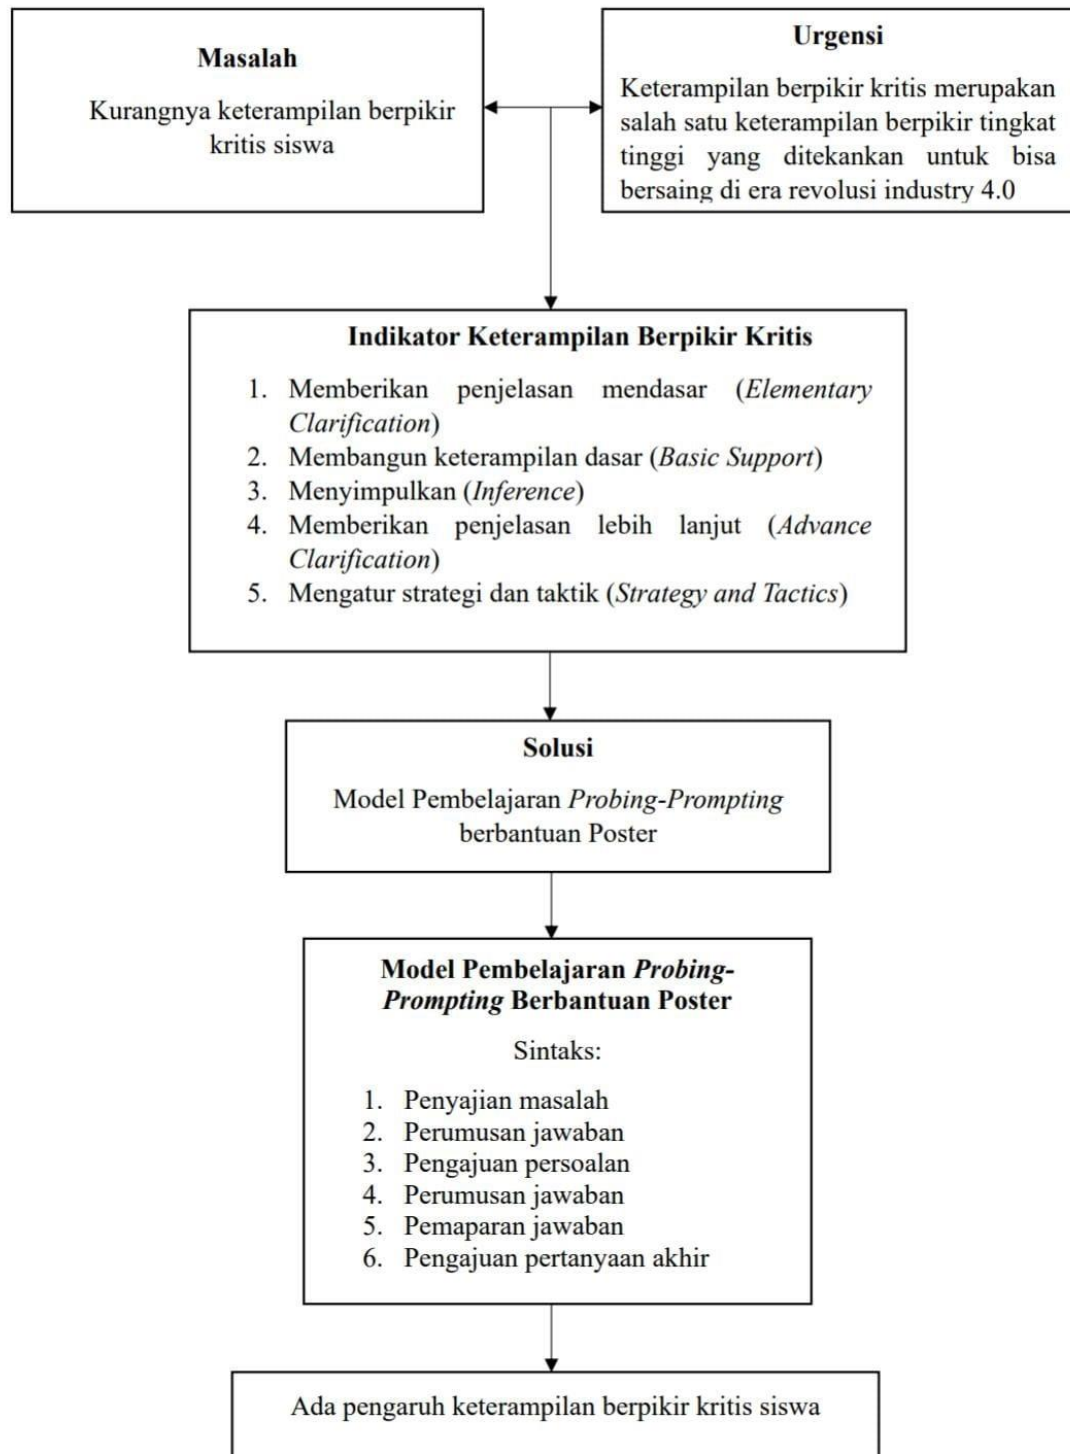 Masalah
Kurangnya keterampilan berpikir
kritis siswa
Urgensi
Keterampilan berpikir kritis merupakan
salah satu keterampilan berpikir tingkat
tinggi yang ditekankan untuk bisa
bersaing di era revolusi industry 4.0
Indikator Keterampilan Berpikir Kritis
1. Memberikan penjelasan mendasar (Elementary
Clarification)
2. Membangun keterampilan dasar (Basic Support)
3. Menyimpulkan (Inference)
4. Memberikan penjelasan lebih lanjut (Advance
Clarification)
5. Mengatur strategi dan taktik (Strategy and Tactics)
Solusi
Model Pembelajaran Probing-Prompting
berbantuan Poster
Model Pembelajaran Probing-
Prompting Berbantuan Poster
Sintaks:
1. Penyajian masalah
2. Perumusan jawaban
3. Pengajuan persoalan
4. Perumusan jawaban
5. Pemaparan jawaban
6. Pengajuan pertanyaan akhir
Ada pengaruh keterampilan berpikir kritis siswa